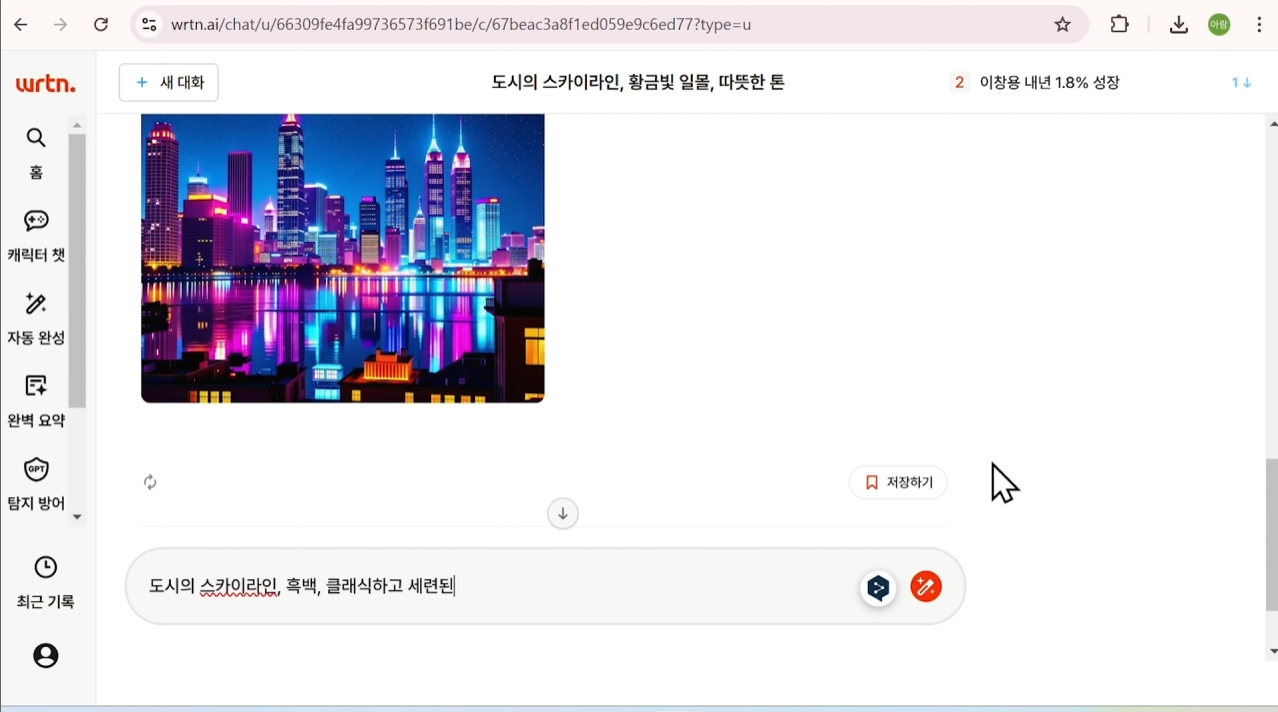 wrtn.ai/chat/u/66309fe4fa99736573f691be/c/67beac3a8f1ed059e9c6ed77?type=u
아람
wrtn.
+ 새 대화
도시의 스카이라인, 황금빛 일몰, 따뜻한 톤
2 이창용 내년 1.8% 성장 1↓
홈
캐릭터 챗
자동 완성
완벽 요약
GPT
탐지 방어
최근 기록
저장하기
도시의 스카이라인, 흑백, 클래식하고 세련된